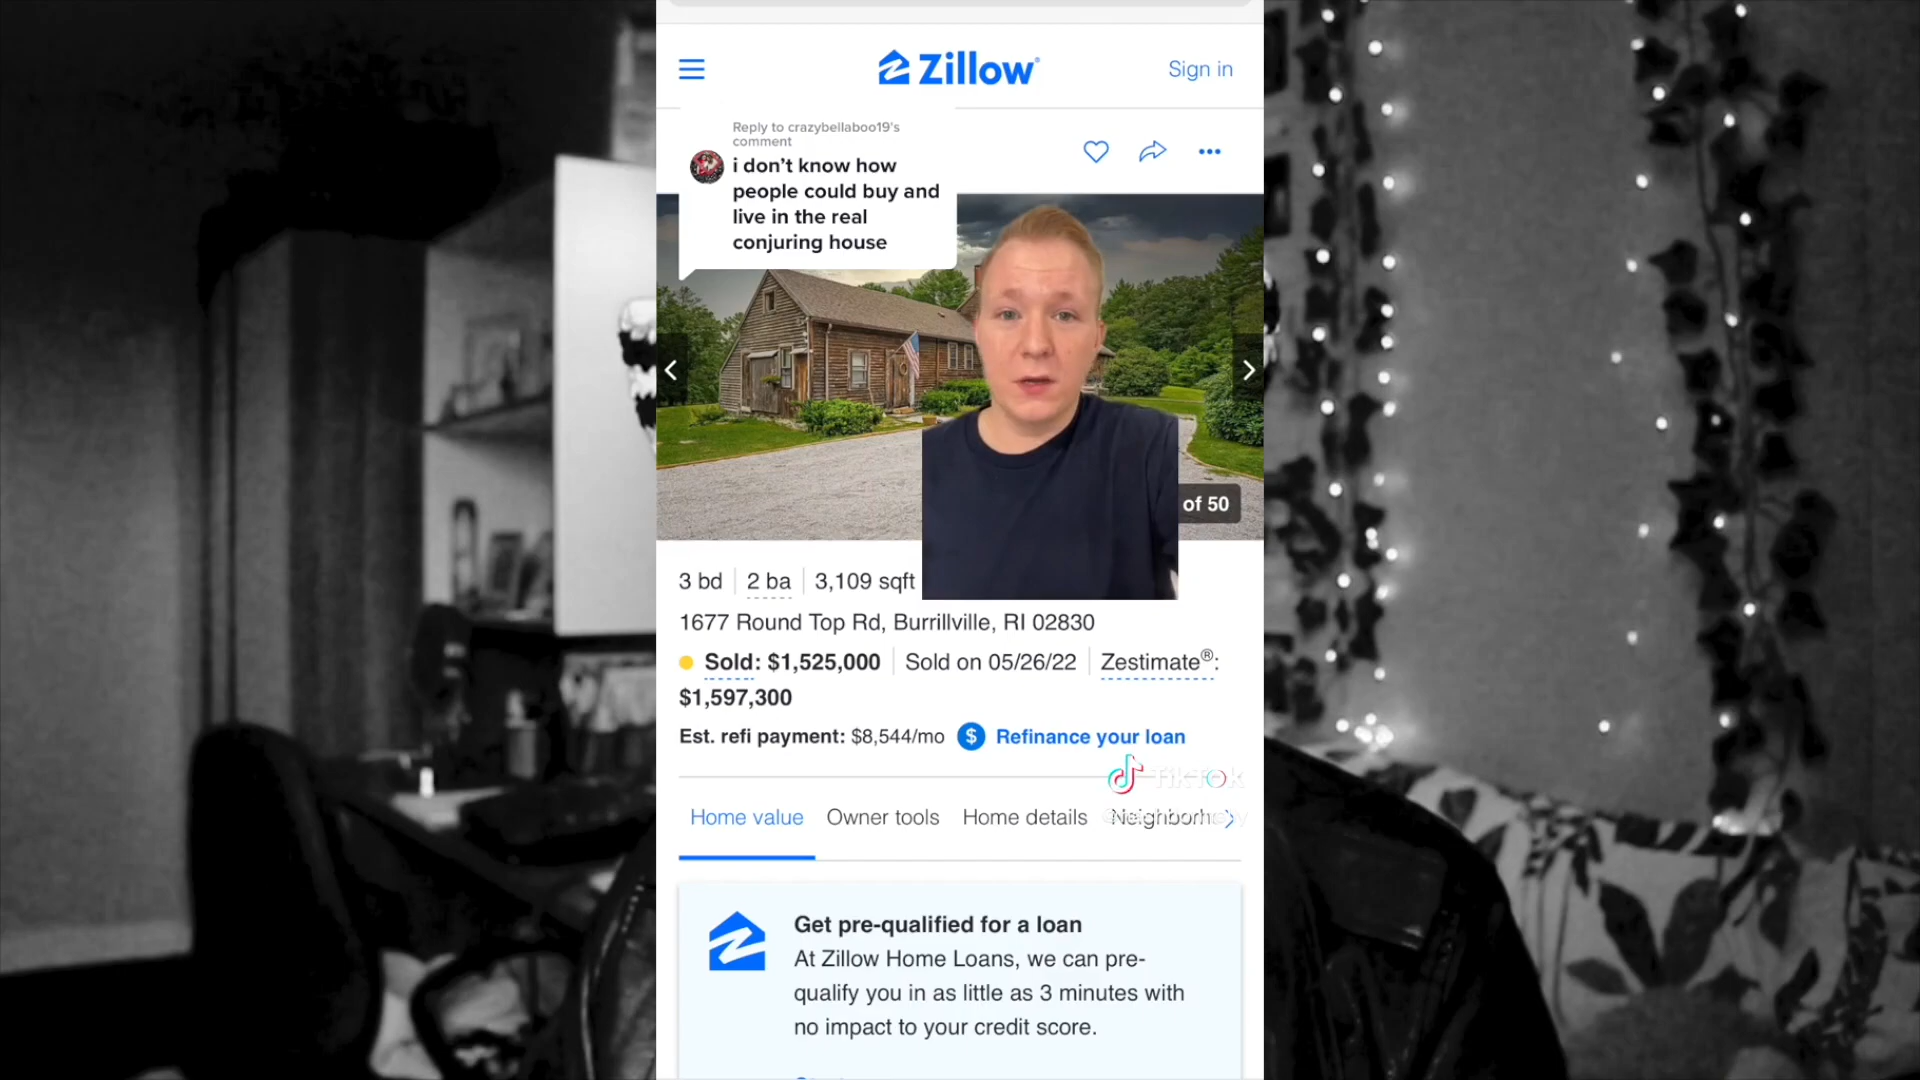 Zillow
Sign in
Reply to crazybellaboo19's
comment
i don’t know how
people could buy and
live in the real
conjuring house
of 50
3 bd
2 ba
3,109 sqft
1677 Round Top Rd, Burrillville, RI 02830
Sold: $1,525,000
Sold on 05/26/22
Zestimate®:
$1,597,300
Est. refi payment: $8,544/mo
$
Refinance your loan
TikTok
Home value
Owner tools
Home details
Get pre-qualified for a loan
At Zillow Home Loans, we can pre-
qualify you in as little as 3 minutes with
no impact to your credit score.